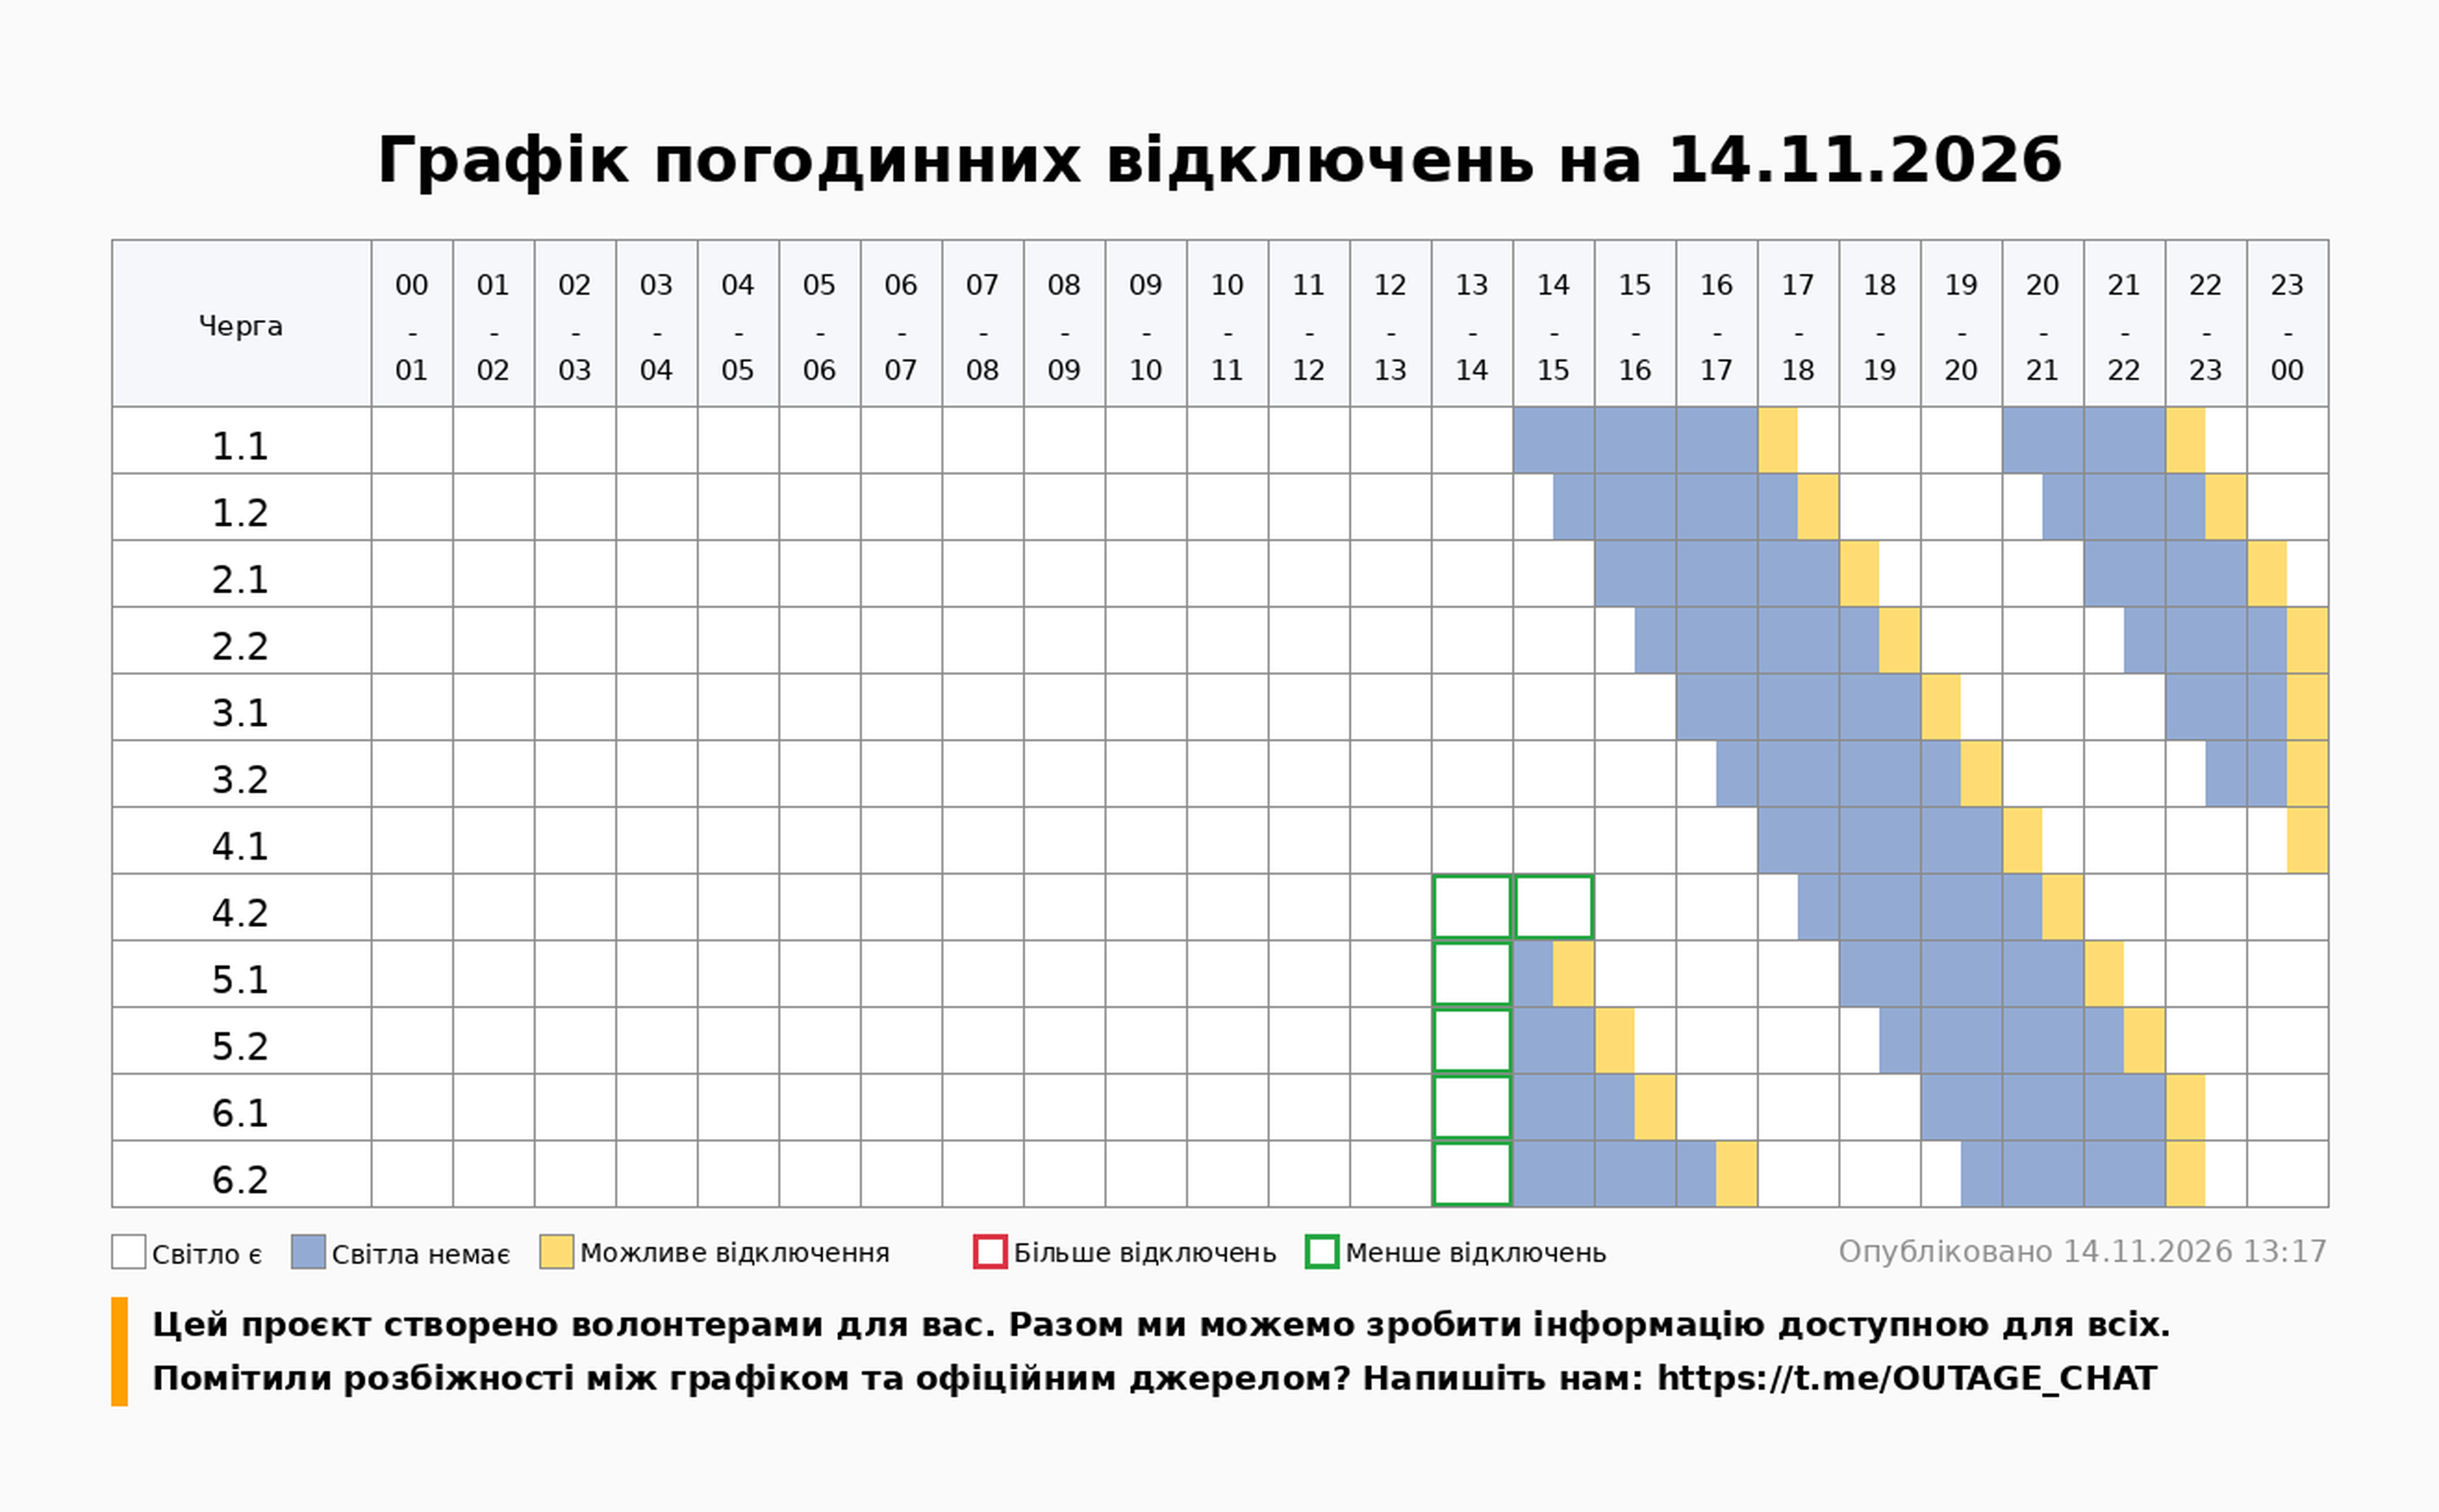 Графік погодинних відключень на 14.11.2026
Черга
00 - 01
01 - 02
02 - 03
03 - 04
04 - 05
05 - 06
06 - 07
07 - 08
08 - 09
09 - 10
10 - 11
11 - 12
12 - 13
13 - 14
14 - 15
15 - 16
16 - 17
17 - 18
18 - 19
19 - 20
20 - 21
21 - 22
22 - 23
23 - 00
1.1
1.2
2.1
2.2
3.1
3.2
4.1
4.2
5.1
5.2
6.1
6.2
Світло є
Світла немає
Можливе відключення
Більше відключень
Менше відключень
Опубліковано 14.11.2026 13:17
Цей проєкт створено волонтерами для вас. Разом ми можемо зробити інформацію доступною для всіх.
Помітили розбіжності між графіком та офіційним джерелом? Напишіть нам: https://t.me/OUTAGE_CHAT